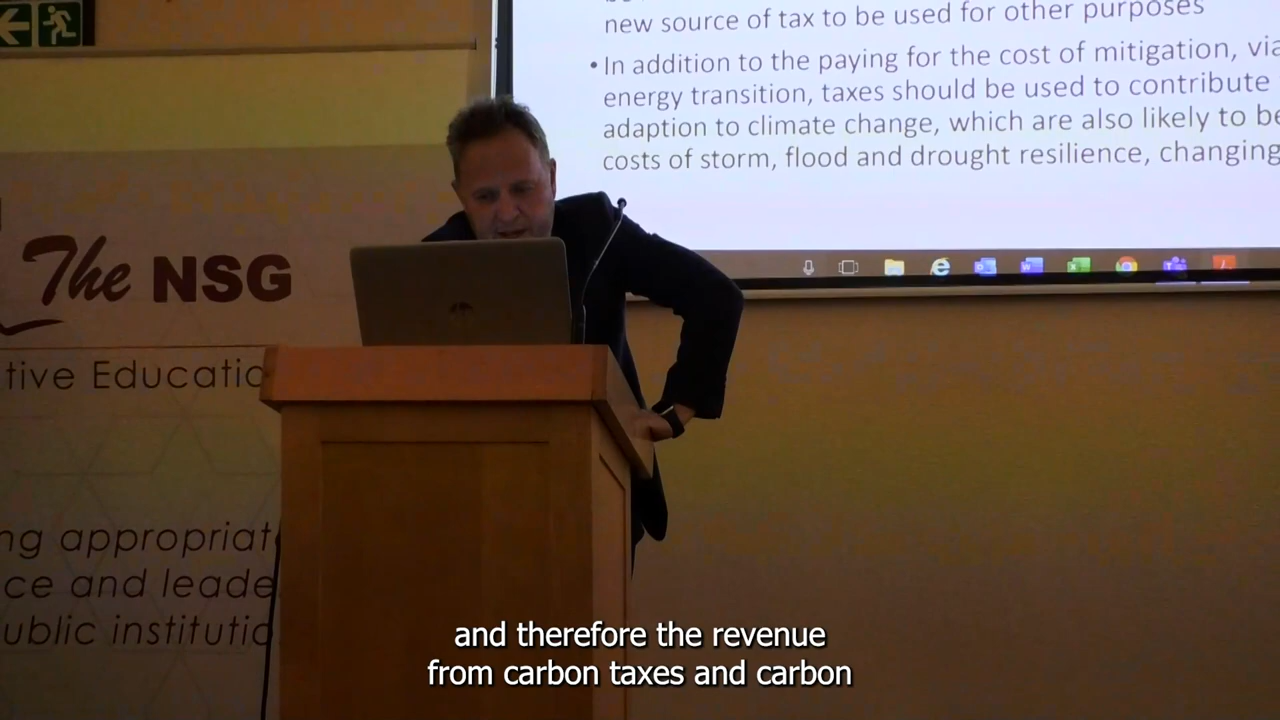 new source of tax to be used for other purposes
• In addition to the paying for the cost of mitigation, via
energy transition, taxes should be used to contribute
adaption to climate change, which are also likely to be
costs of storm, flood and drought resilience, changing
The NSG
tive Educatio
ng appropriat
ce and leade
ublic institutio
and therefore the revenue
from carbon taxes and carbon